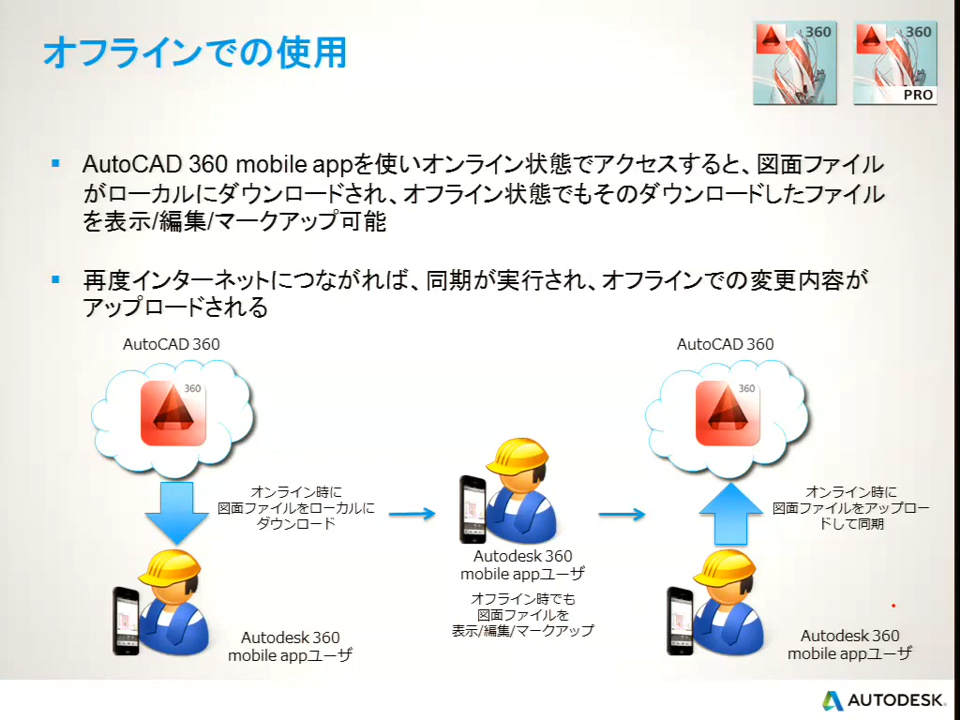 オフラインでの使用
360
360
PRO
AutoCAD 360 mobile appを使いオンライン状態でアクセスすると、図面ファイル
がローカルにダウンロードされ、オフライン状態でもそのダウンロードしたファイル
を表示/編集/マークアップ可能
再度インターネットにつながれば、同期が実行され、オフラインでの変更内容が
アップロードされる
AutoCAD 360
360
オンライン時に
図面ファイルをローカルに
ダウンロード
Autodesk 360
mobile appユーザ
Autodesk 360
mobile appユーザ
オフライン時でも
図面ファイルを
表示/編集/マークアップ
AutoCAD 360
360
オンライン時に
図面ファイルをアップロー
ドして同期
Autodesk 360
mobile appユーザ
AUTODESK.